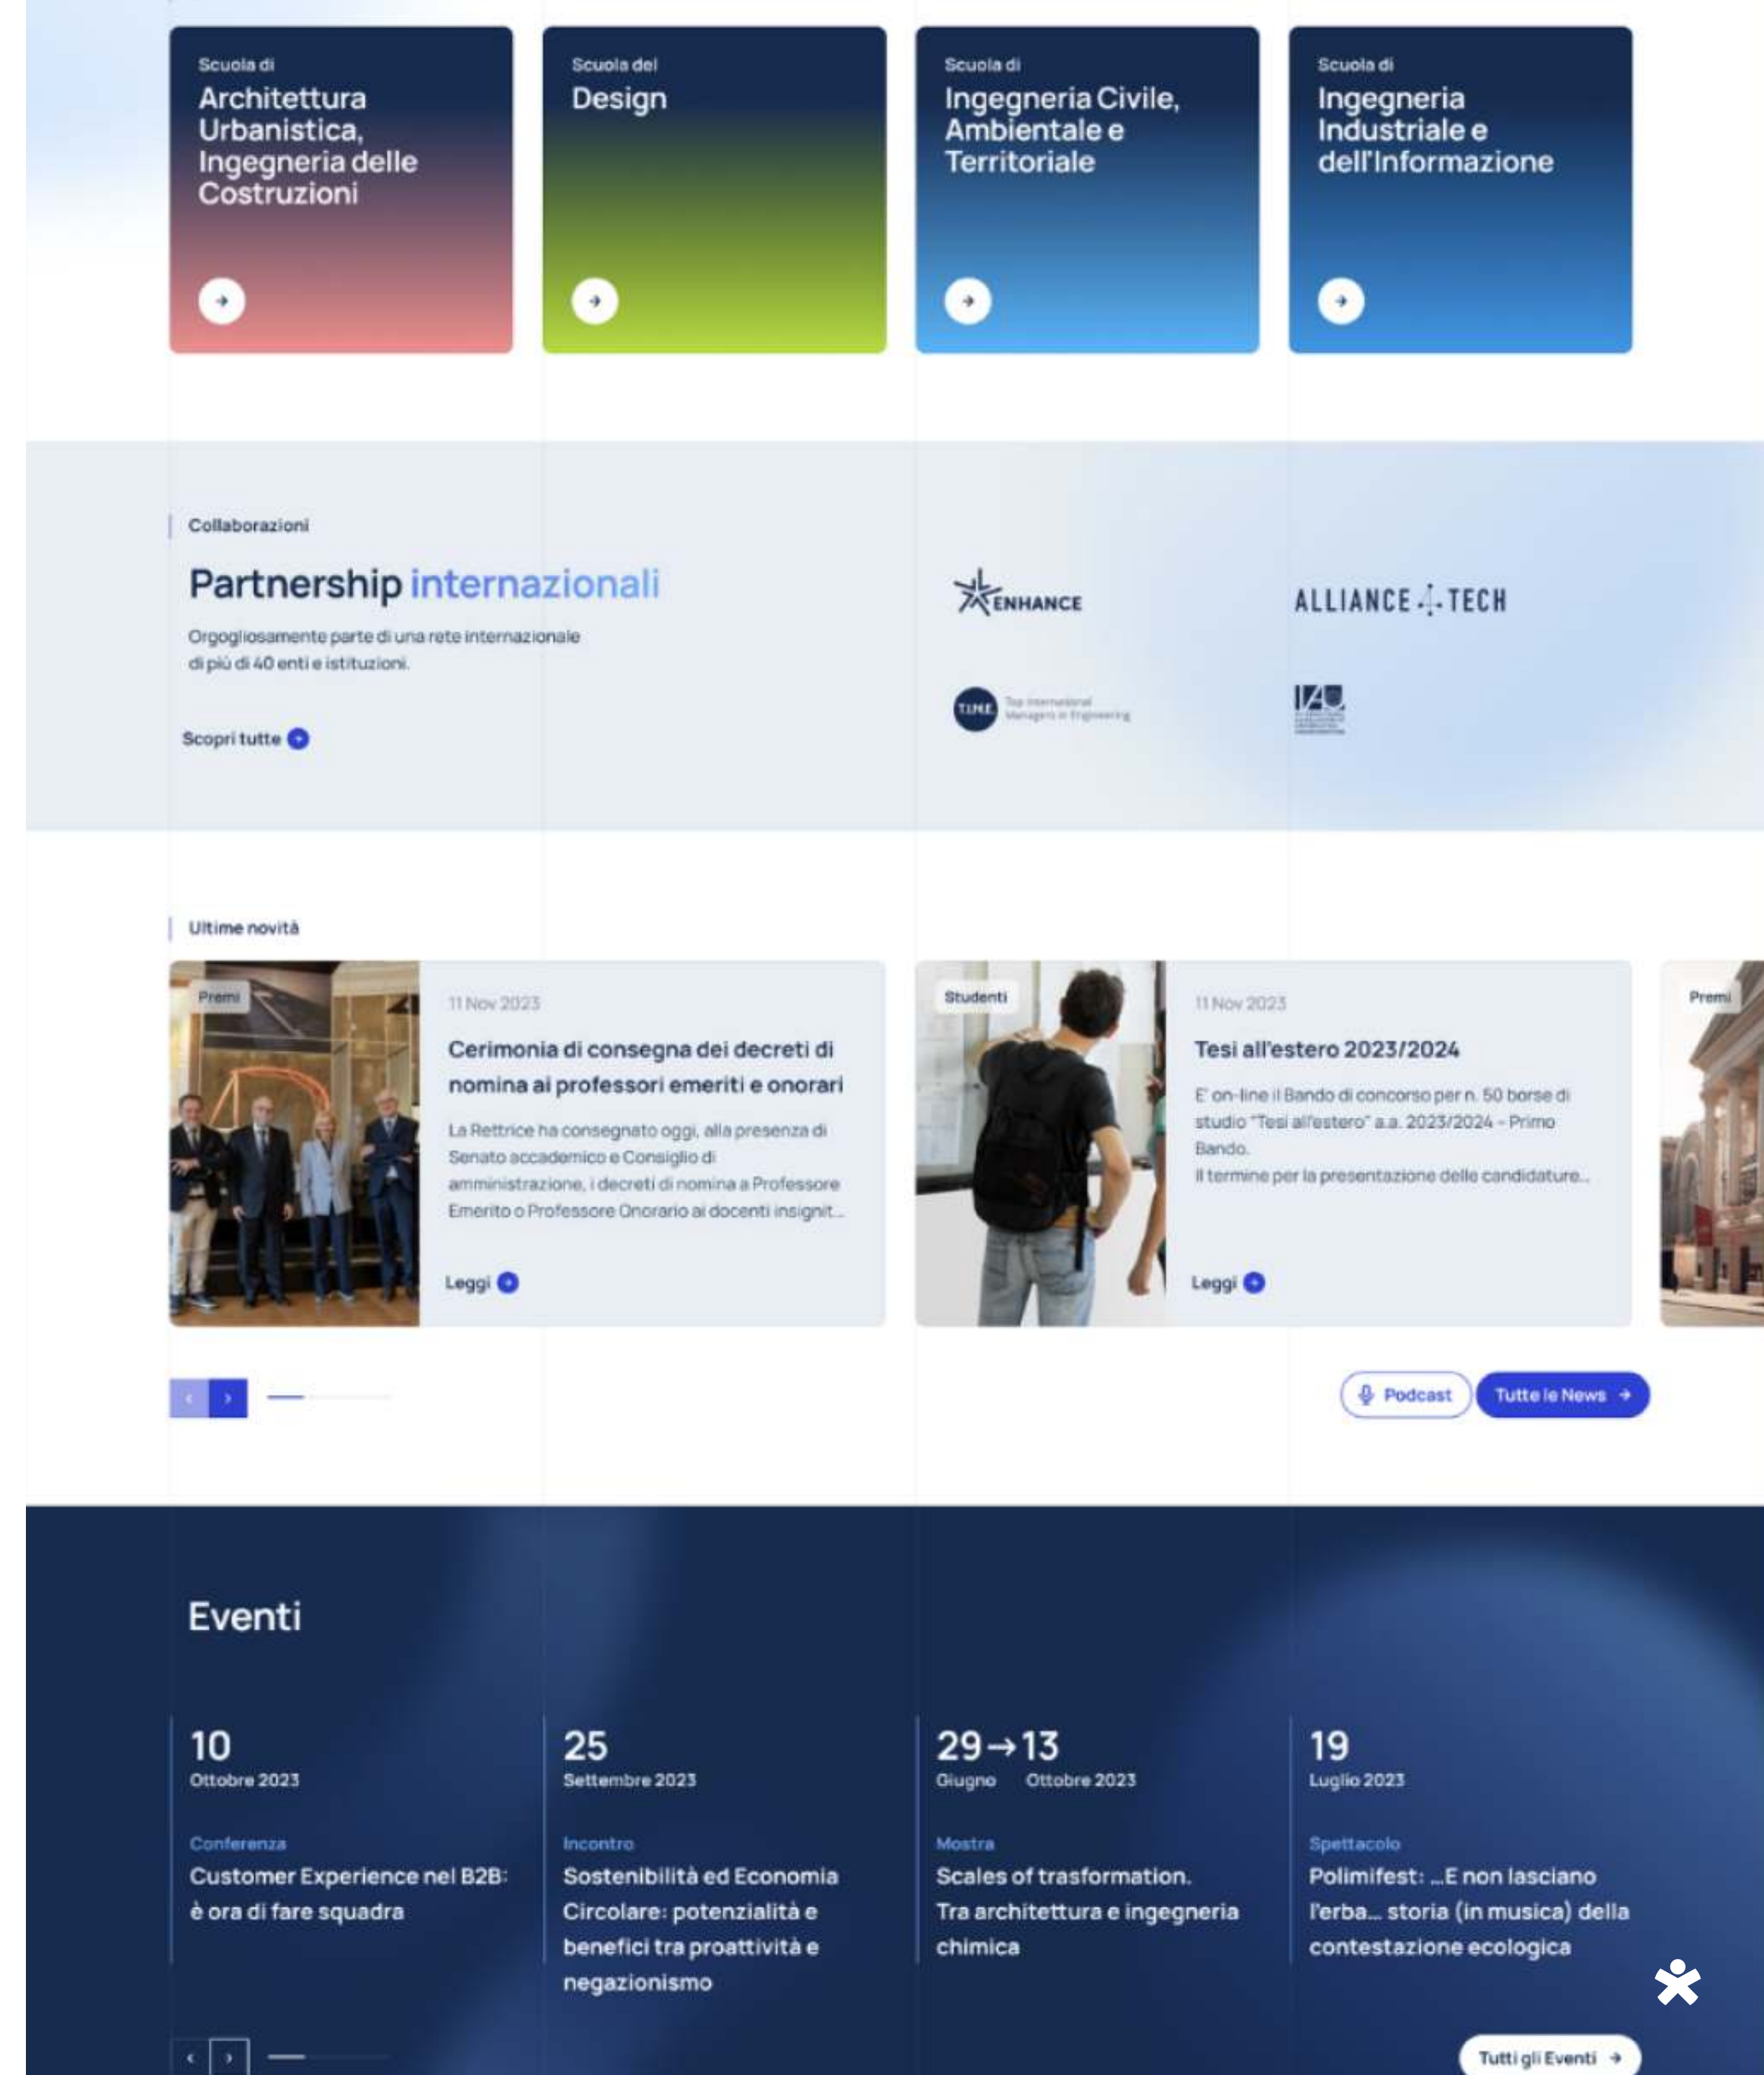 Scuola di
Architettura
Urbanistica,
Ingegneria delle
Costruzioni
Scuola del
Design
Scuola di
Ingegneria Civile,
Ambientale e
Territoriale
Scuola di
Ingegneria
Industriale e
dell'Informazione
Collaborazioni
Partnership internazionali
Orgogliosamente parte di una rete internazionale
di più di 40 enti e istituzioni.
Scopri tutte
ENHANCE
ALLIANCE 4 TECH
T.I.M.E.
Top International
Managers in Engineering
IAU
Ultime novità
Premi
11 Nov 2023
Cerimonia di consegna dei decreti di
nomina ai professori emeriti e onorari
La Rettrice ha consegnato oggi, alla presenza di
Senato accademico e Consiglio di
amministrazione, i decreti di nomina a Professore
Emerito o Professore Onorario ai docenti insignit...
Leggi
Studenti
11 Nov 2023
Tesi all'estero 2023/2024
E' on-line il Bando di concorso per n. 50 borse di
studio "Tesi all'estero" a.a. 2023/2024 - Primo
Bando.
Il termine per la presentazione delle candidature...
Leggi
Premi
Podcast
Tutte le News →
Eventi
10
Ottobre 2023
Conferenza
Customer Experience nel B2B:
è ora di fare squadra
25
Settembre 2023
Incontro
Sostenibilità ed Economia
Circolare: potenzialità e
benefici tra proattività e
negazionismo
29→13
Giugno Ottobre 2023
Mostra
Scales of trasformation.
Tra architettura e ingegneria
chimica
19
Luglio 2023
Spettacolo
Polimifest: ...E non lasciano
l'erba... storia (in musica) della
contestazione ecologica
Tutti gli Eventi →